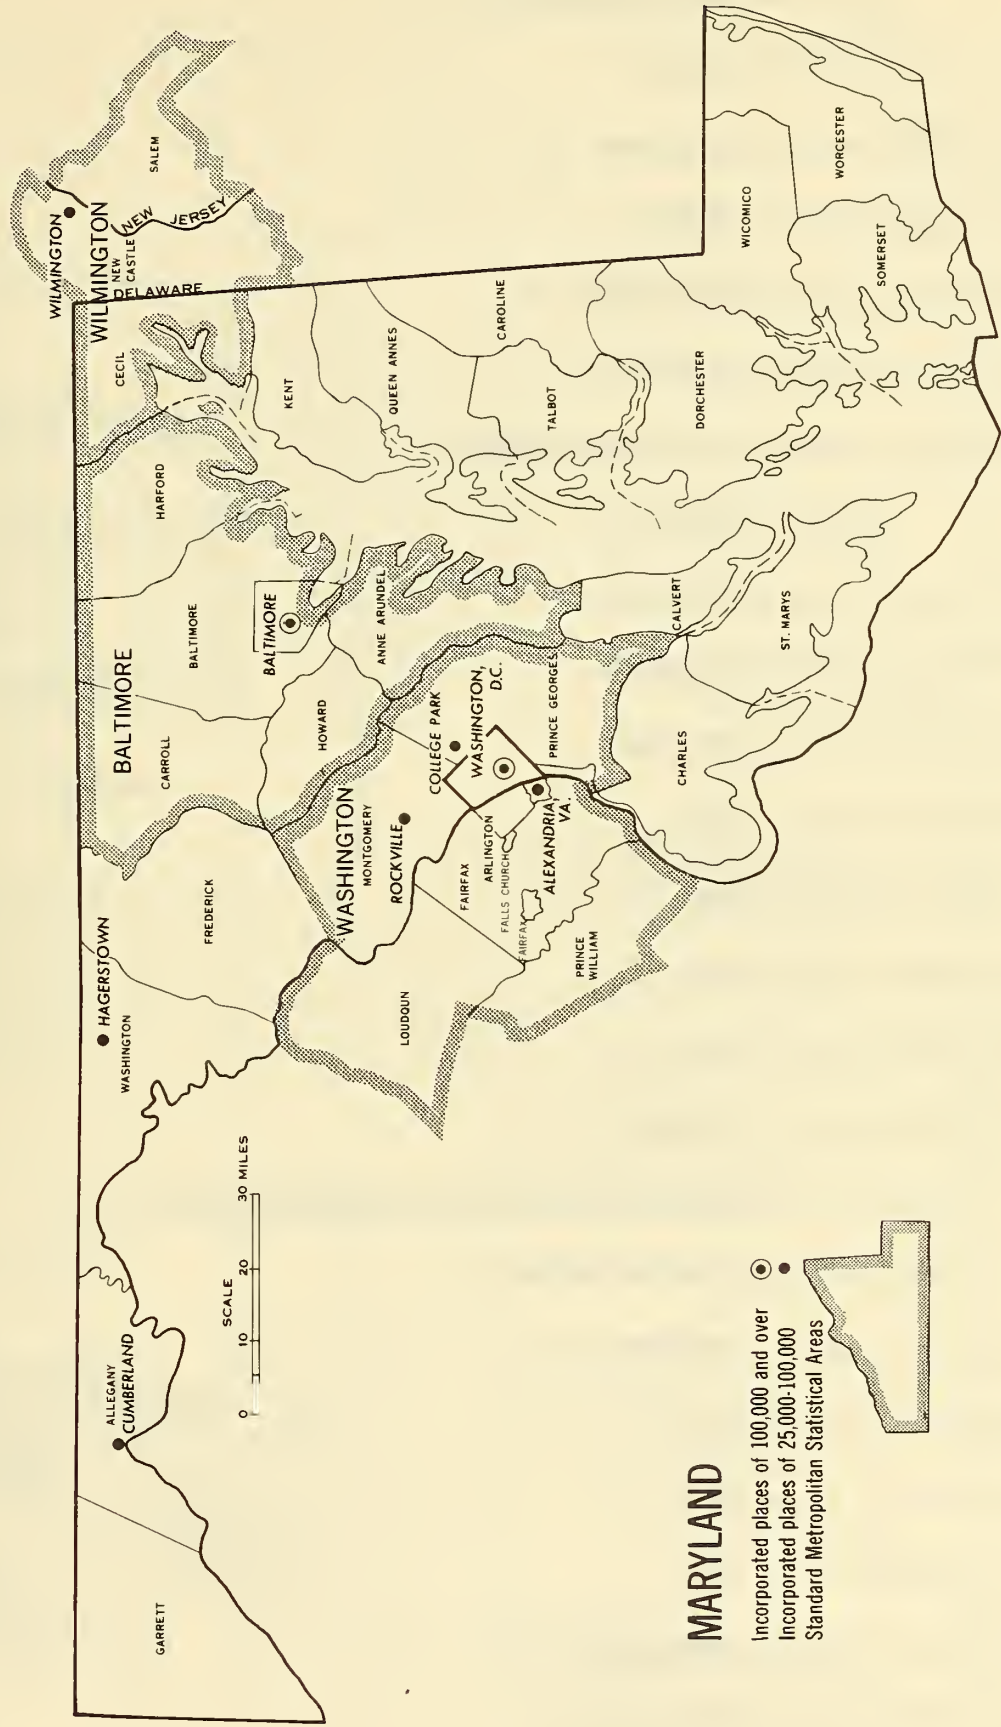 GARRETT
ALLEGANY
CUMBERLAND
HAGERSTOWN
WASHINGTON
FREDERICK
BALTIMORE
CARROLL
BALTIMORE
HARFORD
CECIL
WILMINGTON
WILMINGTON
NEW
CASTLE
DELAWARE
NEW JERSEY
SALEM
BALTIMORE
HOWARD
ANNE ARUNDEL
KENT
QUEEN ANNES
CAROLINE
TALBOT
DORCHESTER
WICOMICO
WORCESTER
SOMERSET
WASHINGTON
MONTGOMERY
ROCKVILLE
COLLEGE PARK
WASHINGTON,
D.C.
PRINCE GEORGES
LOUDOUN
FAIRFAX
ARLINGTON
FALLS CHURCH
FAIRFAX
ALEXANDRIA,
VA.
PRINCE
WILLIAM
CHARLES
CALVERT
ST. MARYS
SCALE
0 10 20 30 MILES
MARYLAND
Incorporated places of 100,000 and over
Incorporated places of 25,000-100,000
Standard Metropolitan Statistical Areas